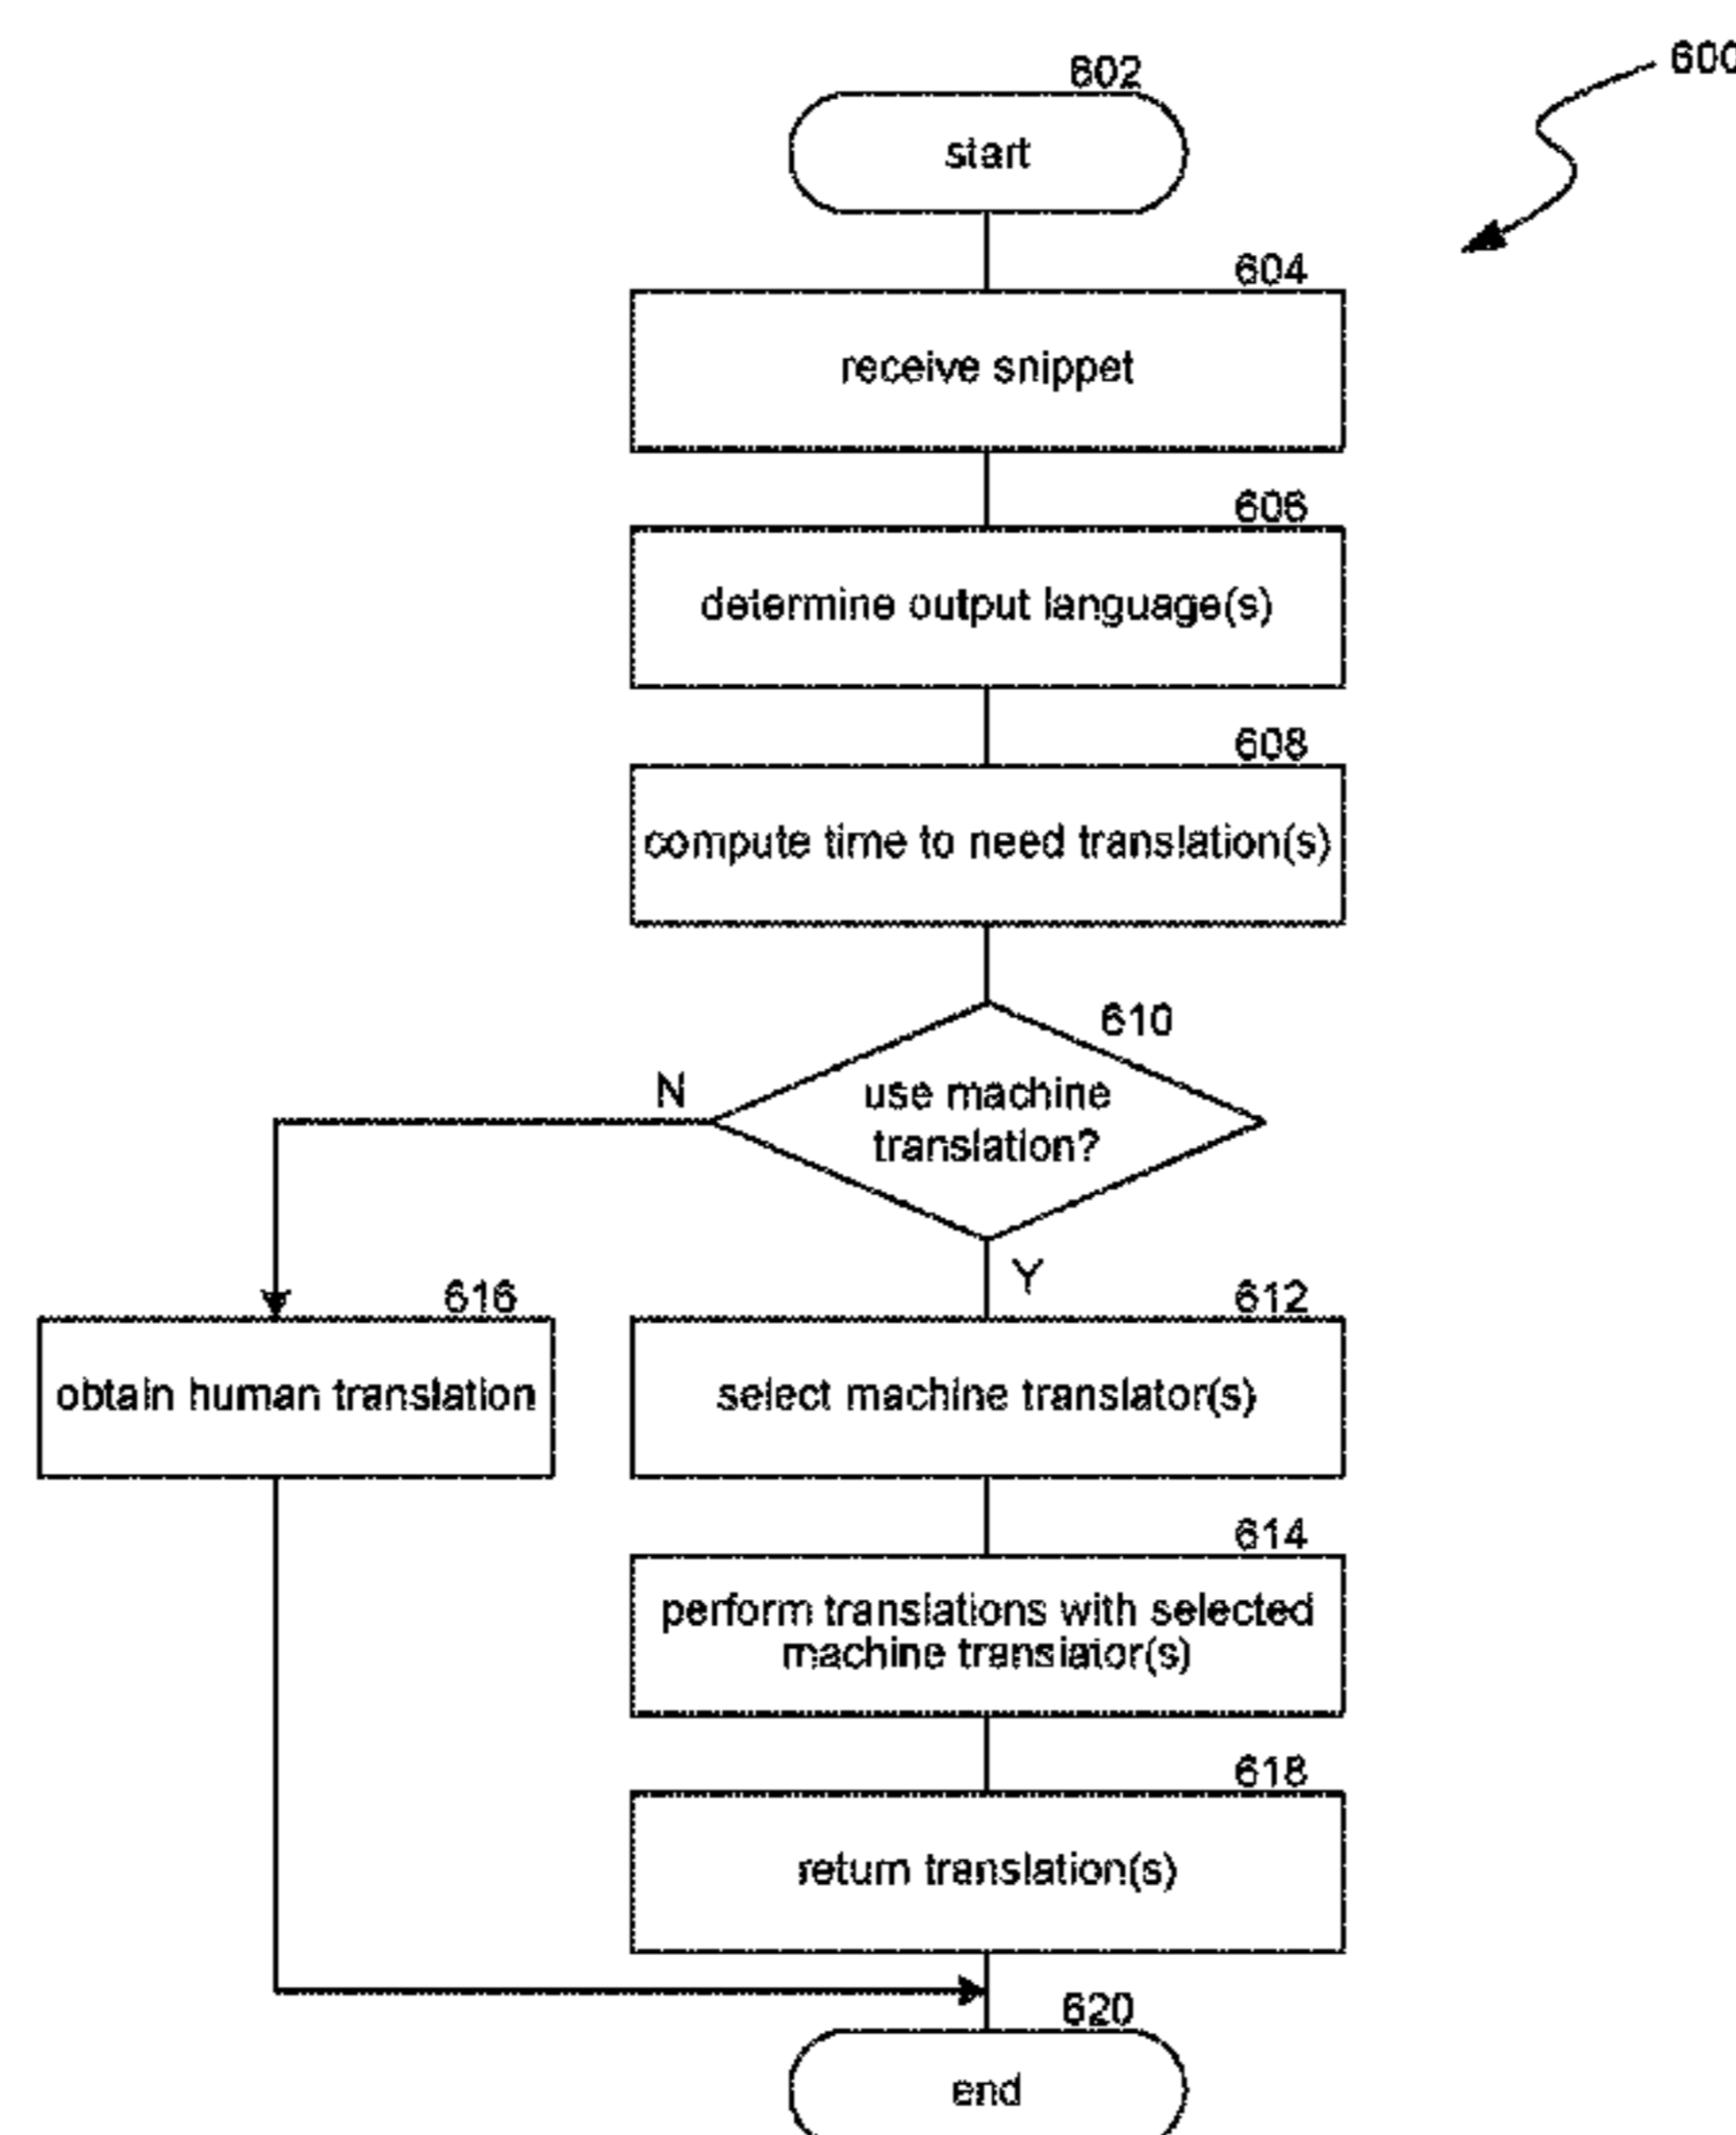 600
602
start
604
receive snippet
606
determine output language(s)
608
compute time to need translation(s)
610
use machine
translation?
N
Y
616
obtain human translation
612
select machine translator(s)
614
perform translations with selected
machine translator(s)
618
return translation(s)
620
end